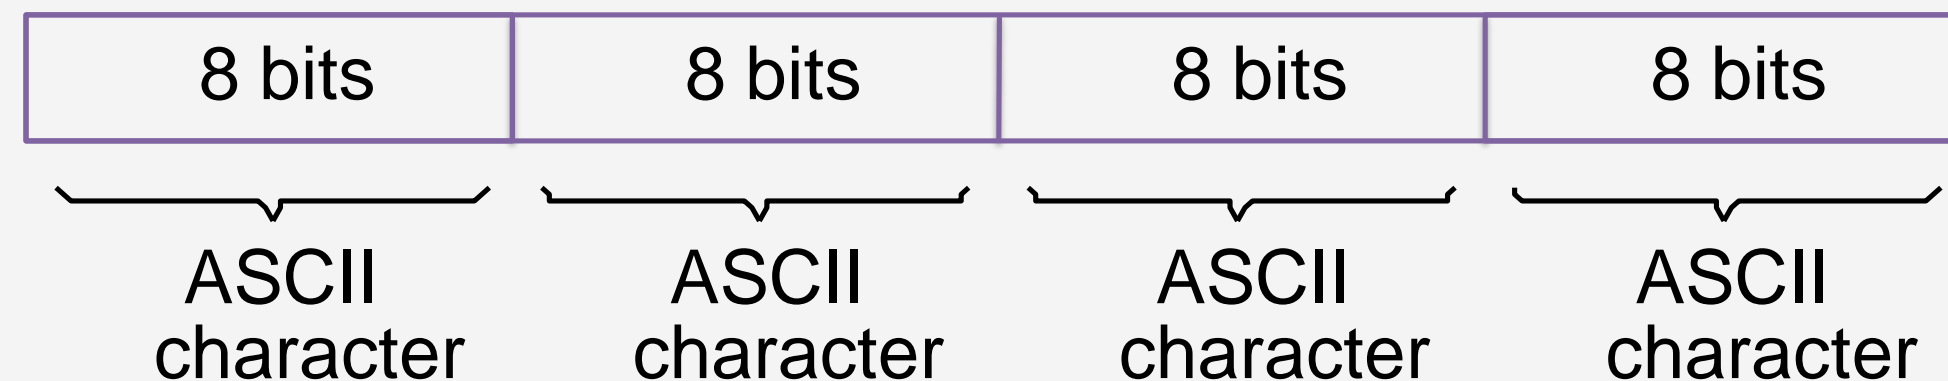 8 bits 8 bits 8 bits 8 bits
ASCII ASCII ASCII ASCII
character character character character